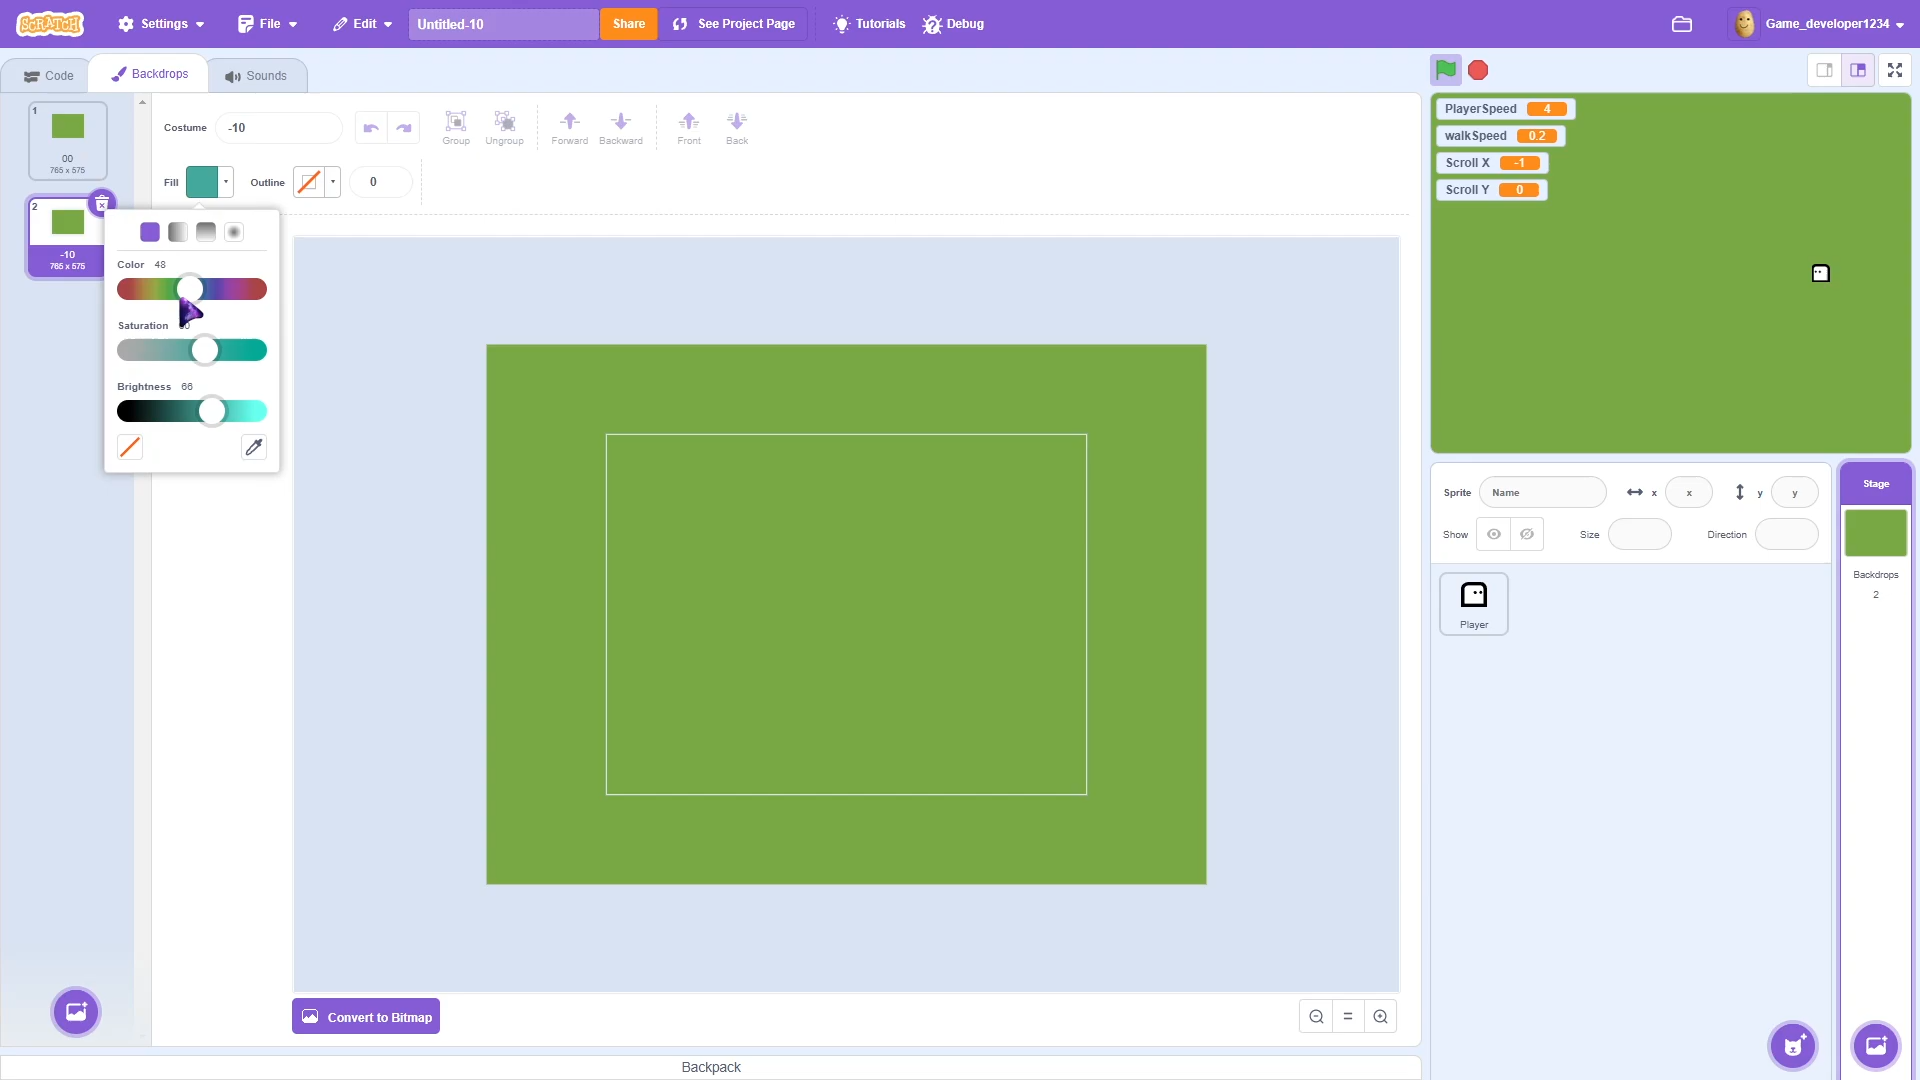 SCRATCH
Settings
File
Edit
Untitled-10
Share
See Project Page
Tutorials
Debug
Game_developer1234
Code
Backdrops
Sounds
1
00
765 x 575
2
-10
765 x 575
Costume
-10
Group
Ungroup
Forward
Backward
Front
Back
Fill
Outline
0
Color 48
Saturation
Brightness 66
Convert to Bitmap
Backpack
PlayerSpeed 4
walkSpeed 0.2
Scroll X -1
Scroll Y 0
Sprite
Name
x
x
y
y
Show
Size
Direction
Player
Stage
Backdrops
2